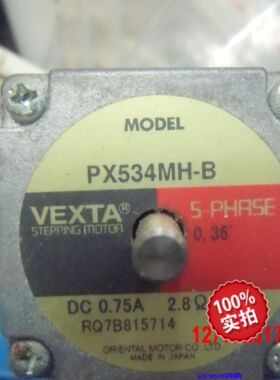 MODEL
PX534MH-B
VEXTA® 5-PHASE
STEPPING MOTOR 0.36°
DC 0.75A 2.8Ω
RQ7B815714
ORIENTAL MOTOR CO.
MADE IN JAPAN
100%
实拍